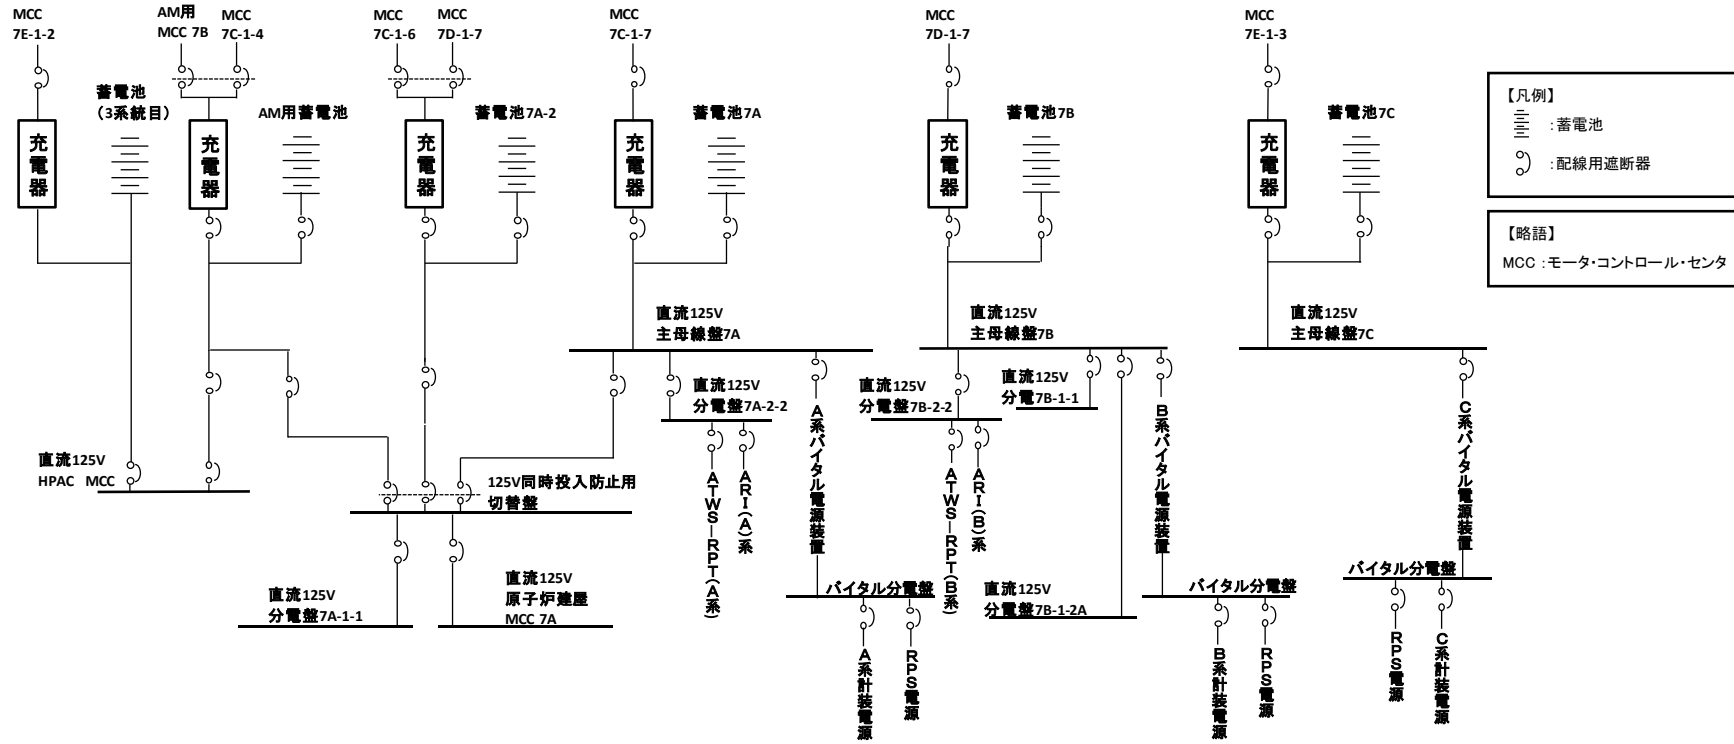 MCC
7E-1-2
AM用
MCC 7B
MCC
7C-1-4
MCC
7C-1-6
MCC
7D-1-7
MCC
7C-1-7
MCC
7D-1-7
MCC
7E-1-3
蓄電池
（3系統目）
AM用蓄電池
蓄電池7A-2
蓄電池7A
蓄電池7B
蓄電池7C
充電器
充電器
充電器
充電器
充電器
充電器
【凡例】
：蓄電池
：配線用遮断器
【略語】
MCC：モータ・コントロール・センタ
直流125V
主母線盤7A
直流125V
主母線盤7B
直流125V
主母線盤7C
直流125V
分電盤7A-2-2
直流125V
分電盤7B-2-2
直流125V
分電7B-1-1
直流125V
HPAC MCC
125V同時投入防止用
切替盤
ATWS－RPT(A系)
ARI(A)系
A系バイタル電源装置
ATWS－RPT(B系)
ARI(B)系
B系バイタル電源装置
C系バイタル電源装置
直流125V
分電盤7A-1-1
直流125V
原子炉建屋
MCC 7A
バイタル分電盤
直流125V
分電盤7B-1-2A
バイタル分電盤
バイタル分電盤
A系計装電源
RPS電源
B系計装電源
RPS電源
RPS電源
C系計装電源